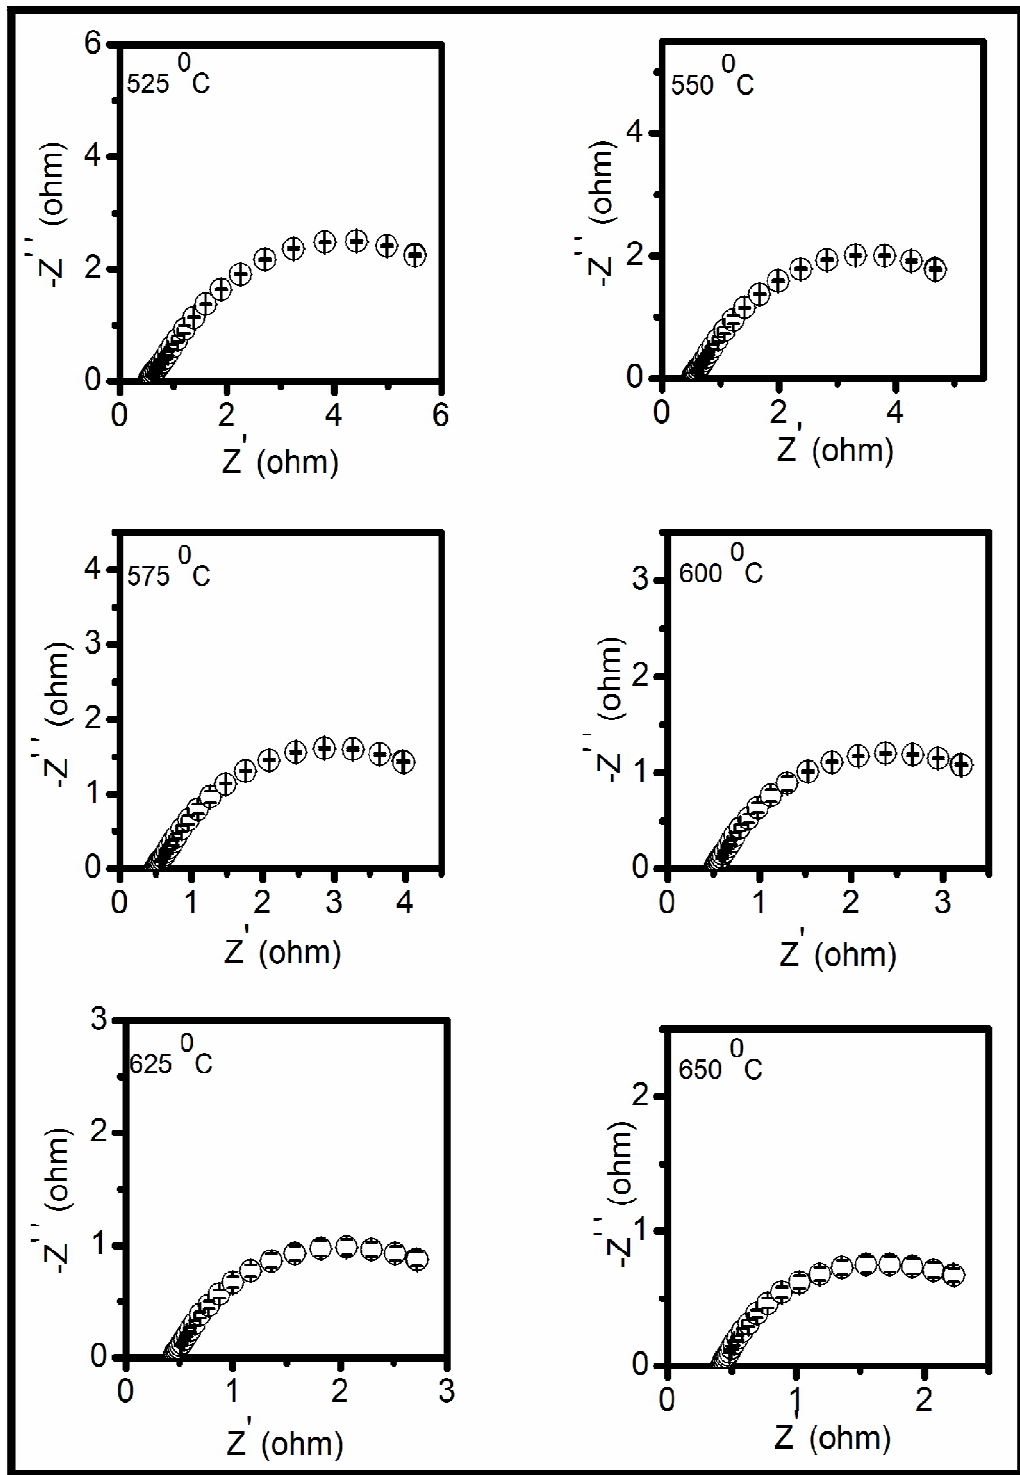 6
4
2
0
0 2 4 6
525 0C
-Z'' (ohm)
Z' (ohm)
4
2
0
0 2 4
550 0C
-Z'' (ohm)
Z' (ohm)
4
3
2
1
0
0 1 2 3 4
575 0C
-Z'' (ohm)
Z' (ohm)
3
2
1
0
0 1 2 3
600 0C
-Z'' (ohm)
Z' (ohm)
3
2
1
0
0 1 2 3
625 0C
-Z'' (ohm)
Z' (ohm)
2
1
0
0 1 2
650 0C
-Z'' (ohm)
Z' (ohm)